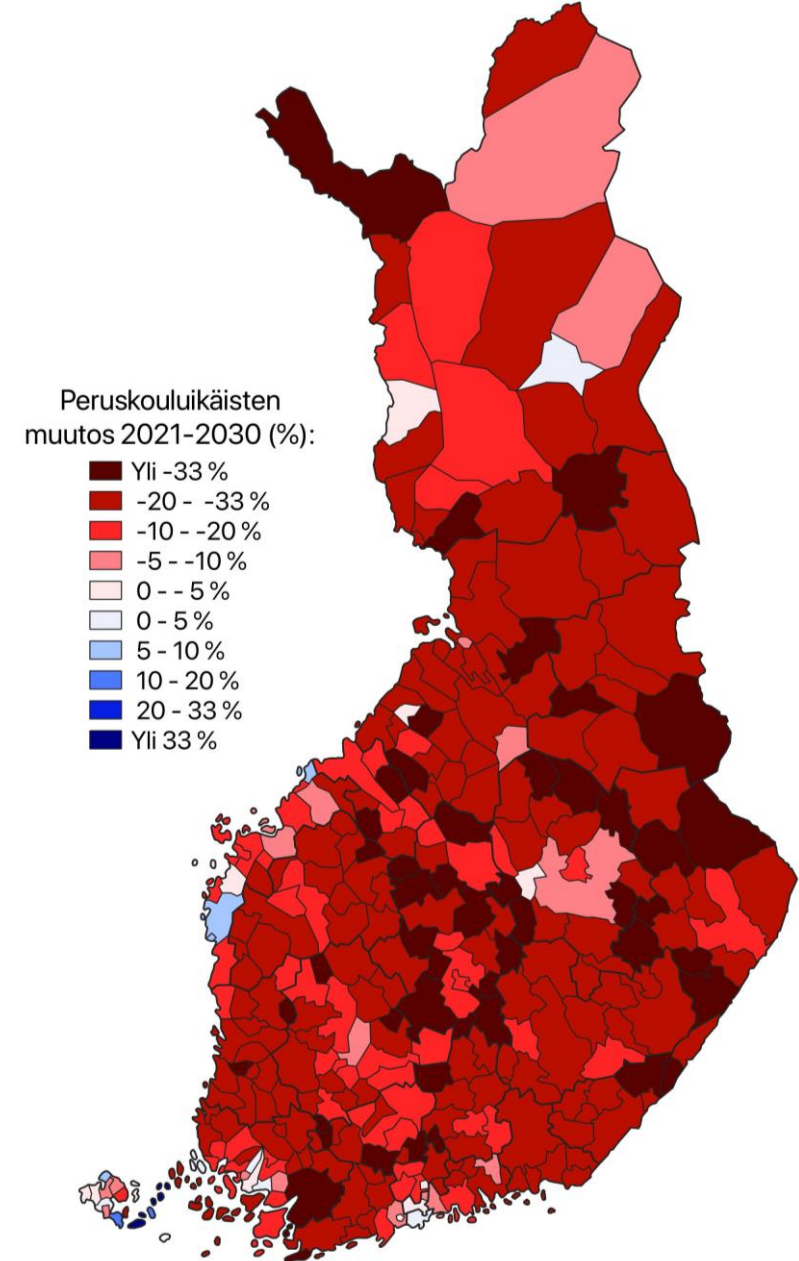 Peruskouluikäisten
muutos 2021-2030 (%):
Yli -33 %
-20 - -33 %
-10 - -20 %
-5 - -10 %
0 - - 5 %
0 - 5 %
5 - 10 %
10 - 20 %
20 - 33 %
Yli 33 %